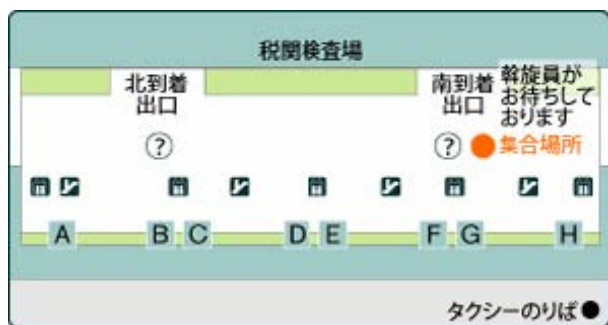 税関検査場
北到着
出口
南到着
出口
斡旋員が
お待ちして
おります
?
?
集合場所
A
B
C
D
E
F
G
H
タクシーのりば